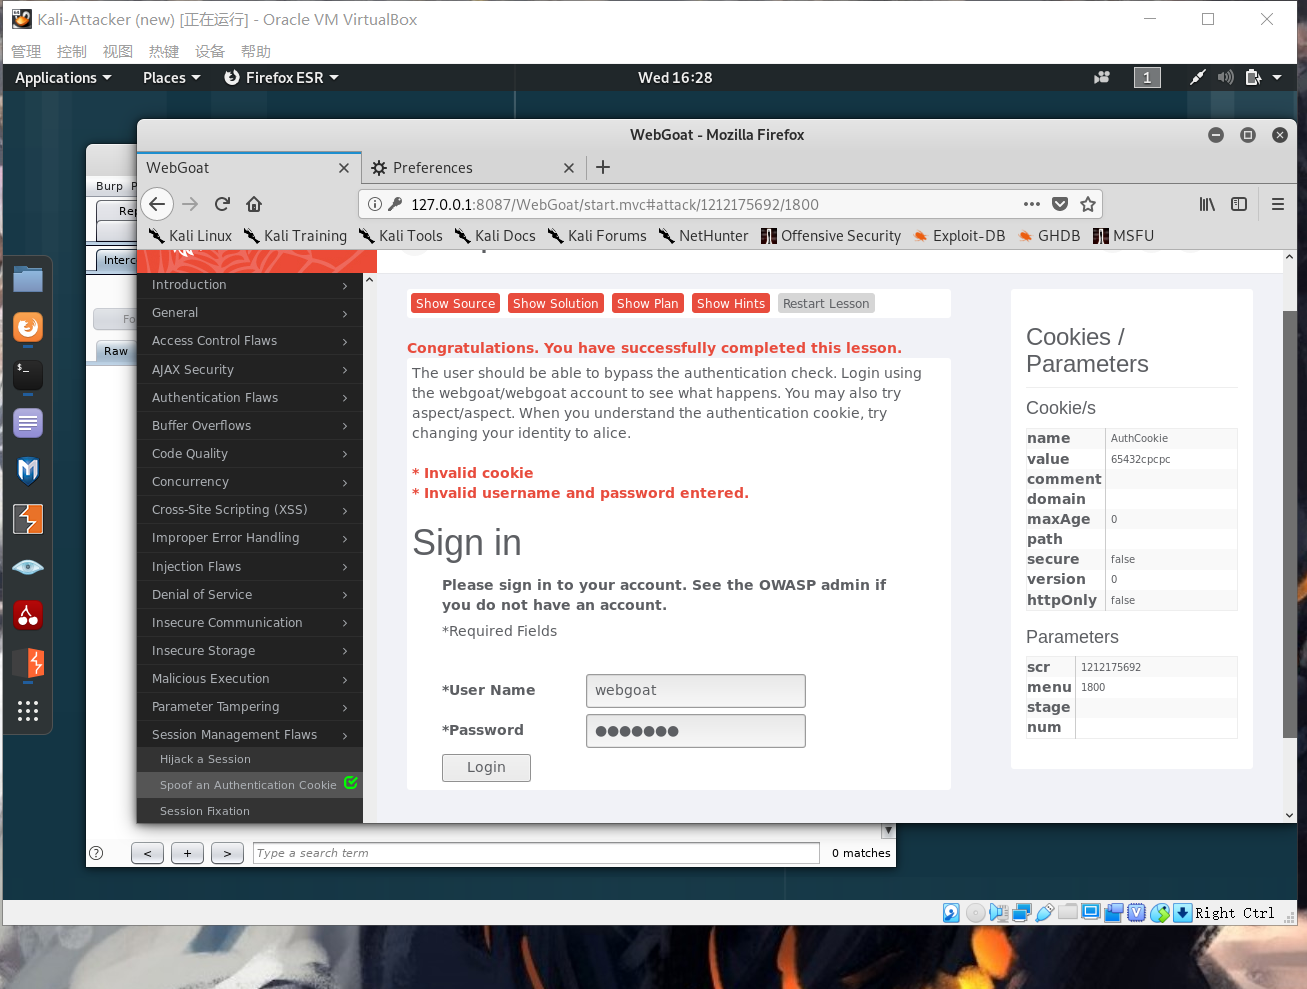 Kali-Attacker (new) [正在运行] - Oracle VM VirtualBox
管理 控制 视图 热键 设备 帮助
Applications Places Firefox ESR Wed 16:28 1
WebGoat - Mozilla Firefox
WebGoat Preferences
Burp P
127.0.0.1:8087/WebGoat/start.mvc#attack/1212175692/1800
Rep
Kali Linux Kali Training Kali Tools Kali Docs Kali Forums NetHunter Offensive Security Exploit-DB GHDB MSFU
Interc
Fo
Raw
Introduction
General
Access Control Flaws
AJAX Security
Authentication Flaws
Buffer Overflows
Code Quality
Concurrency
Cross-Site Scripting (XSS)
Improper Error Handling
Injection Flaws
Denial of Service
Insecure Communication
Insecure Storage
Malicious Execution
Parameter Tampering
Session Management Flaws
Hijack a Session
Spoof an Authentication Cookie
Session Fixation
Show Source Show Solution Show Plan Show Hints Restart Lesson
Congratulations. You have successfully completed this lesson.
The user should be able to bypass the authentication check. Login using
the webgoat/webgoat account to see what happens. You may also try
aspect/aspect. When you understand the authentication cookie, try
changing your identity to alice.
* Invalid cookie
* Invalid username and password entered.
Sign in
Please sign in to your account. See the OWASP admin if
you do not have an account.
*Required Fields
*User Name webgoat
*Password ●●●●●●●
Login
Cookies /
Parameters
Cookie/s
name AuthCookie
value 65432cpcpc
comment
domain
maxAge 0
path
secure false
version 0
httpOnly false
Parameters
scr 1212175692
menu 1800
stage
num
? < + > Type a search term 0 matches
Right Ctrl